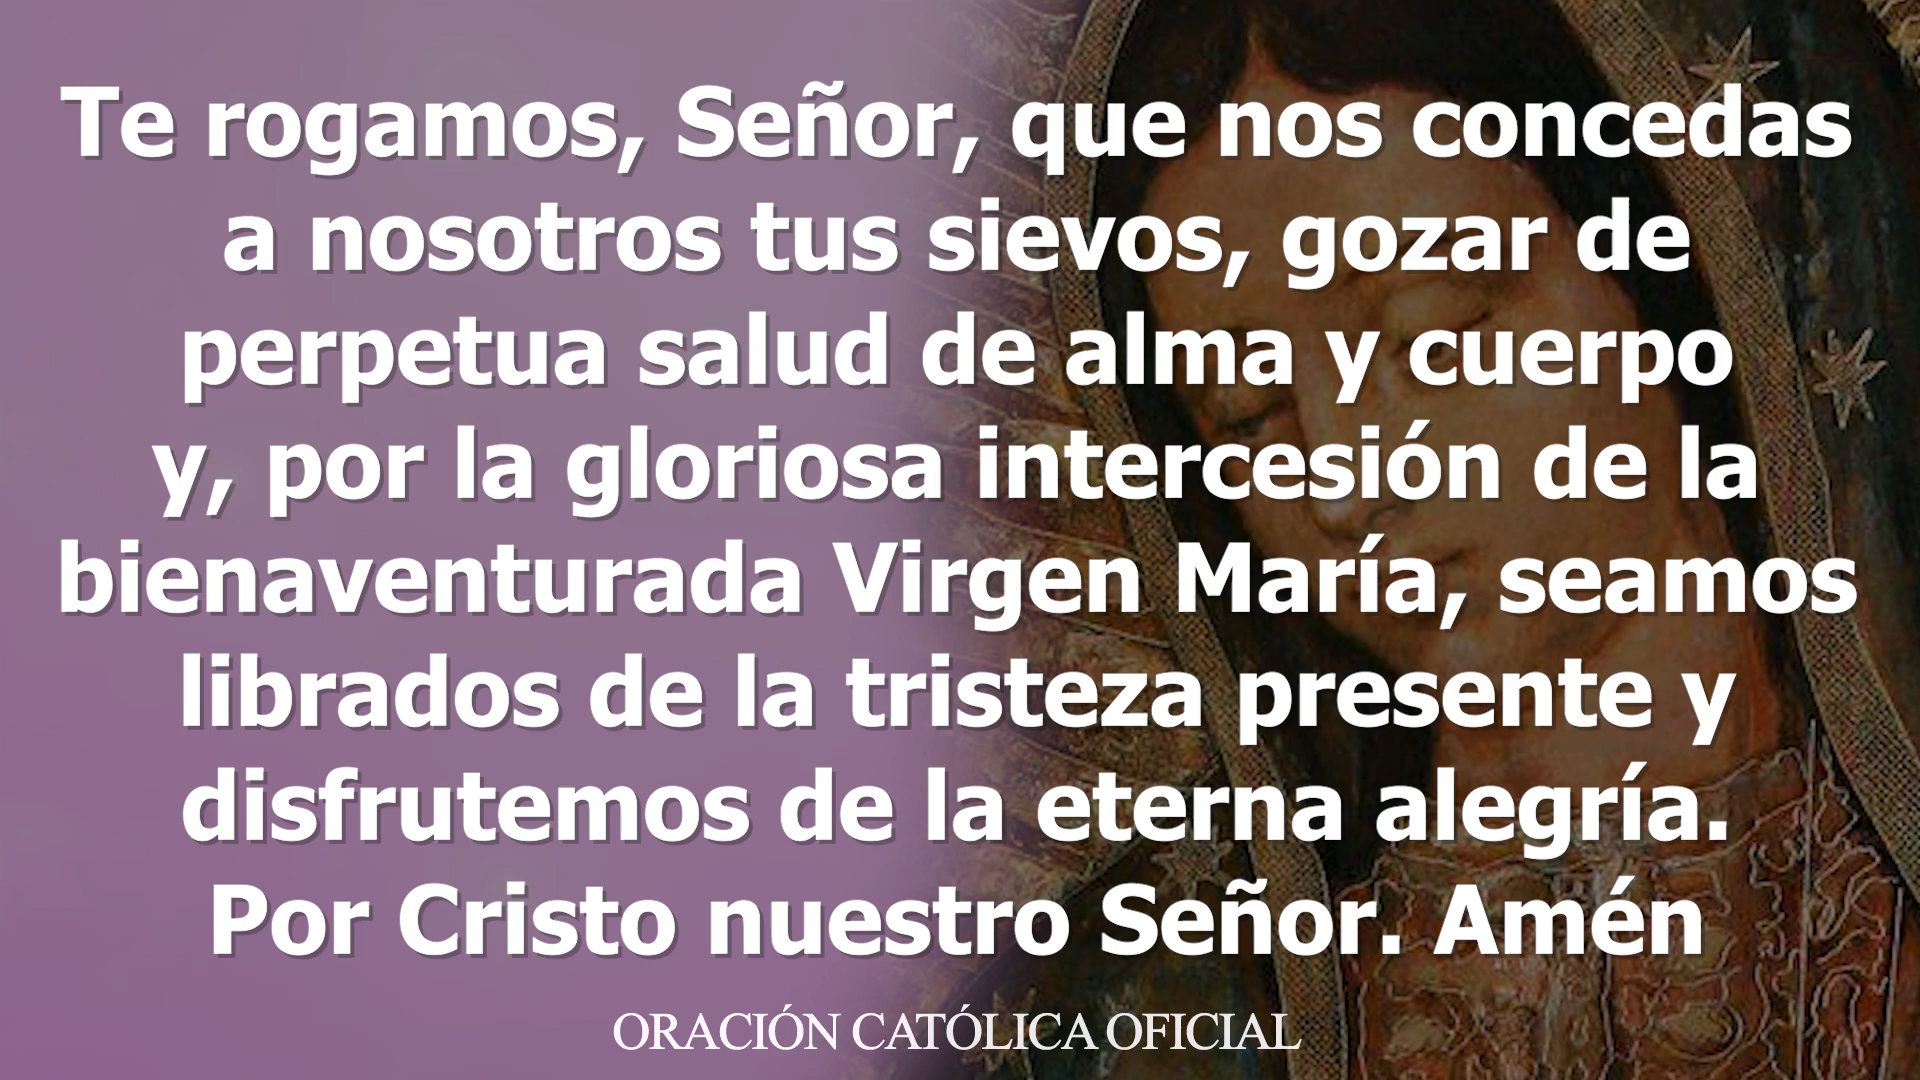 Te rogamos, Señor, que nos concedas
a nosotros tus sievos, gozar de
perpetua salud de alma y cuerpo
y, por la gloriosa intercesión de la
bienaventurada Virgen María, seamos
librados de la tristeza presente y
disfrutemos de la eterna alegría.
Por Cristo nuestro Señor. Amén
ORACIÓN CATÓLICA OFICIAL